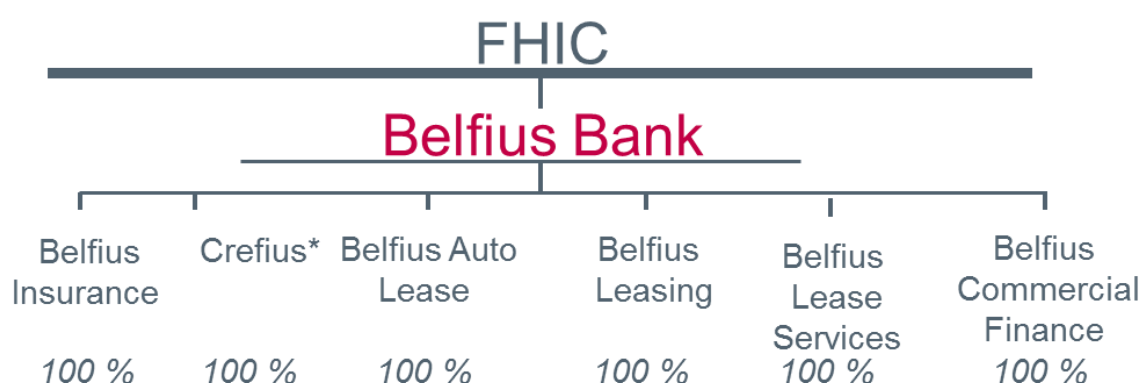 FHIC
Belfius Bank
Belfius
Insurance
100 %
Crefius*
100 %
Belfius Auto
Lease
100 %
Belfius
Leasing
100 %
Belfius
Lease
Services
100 %
Belfius
Commercial
Finance
100 %